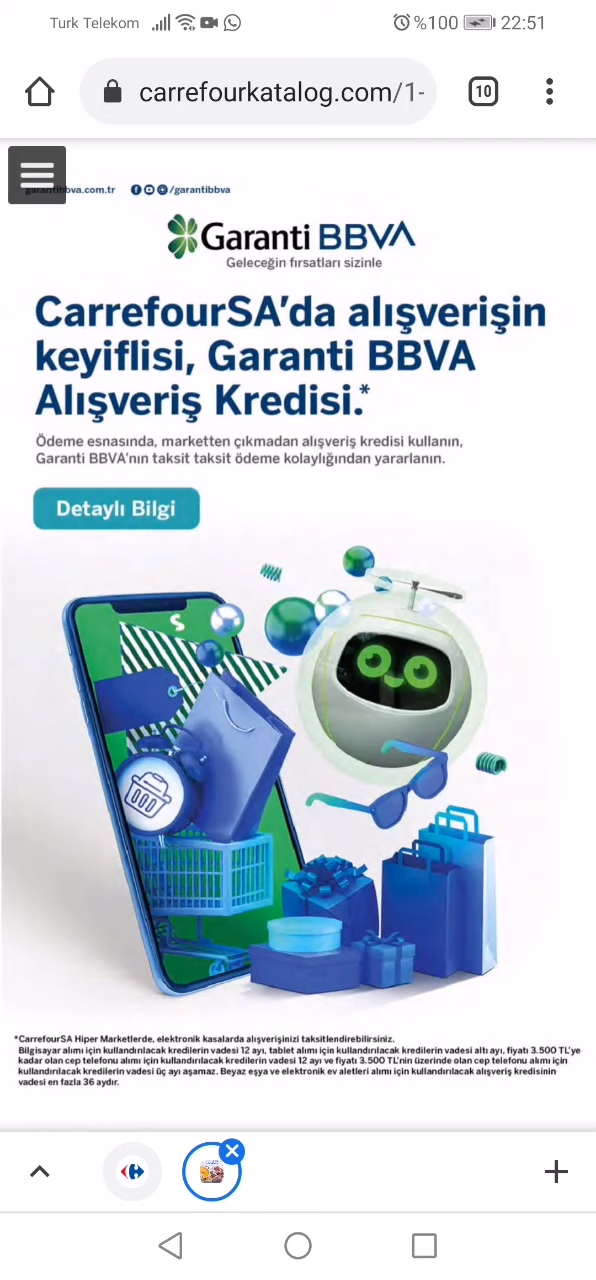 Turk Telekom
%100
22:51
carrefourkatalog.com/1-
10
garantibbva.com.tr /garantibbva
Garanti BBVA
Geleceğin fırsatları sizinle
CarrefourSA'da alışverişin
keyiflisi, Garanti BBVA
Alışveriş Kredisi.*
Ödeme esnasında, marketten çıkmadan alışveriş kredisi kullanın,
Garanti BBVA'nın taksit taksit ödeme kolaylığından yararlanın.
Detaylı Bilgi
*CarrefourSA Hiper Marketlerde, elektronik kasalarda alışverişinizi taksitlendirebilirsiniz.
Bilgisayar alımı için kullandırılacak kredilerin vadesi 12 ayı, tablet alımı için kullandırılacak kredilerin vadesi altı ayı, fiyatı 3.500 TL'ye
kadar olan cep telefonu alımı için kullandırılacak kredilerin vadesi 12 ayı ve fiyatı 3.500 TL'nin üzerinde olan cep telefonu alımı için
kullandırılacak kredilerin vadesi üç ayı aşamaz. Beyaz eşya ve elektronik ev aletleri alımı için kullandırılacak alışveriş kredisinin
vadesi en fazla 36 aydır.